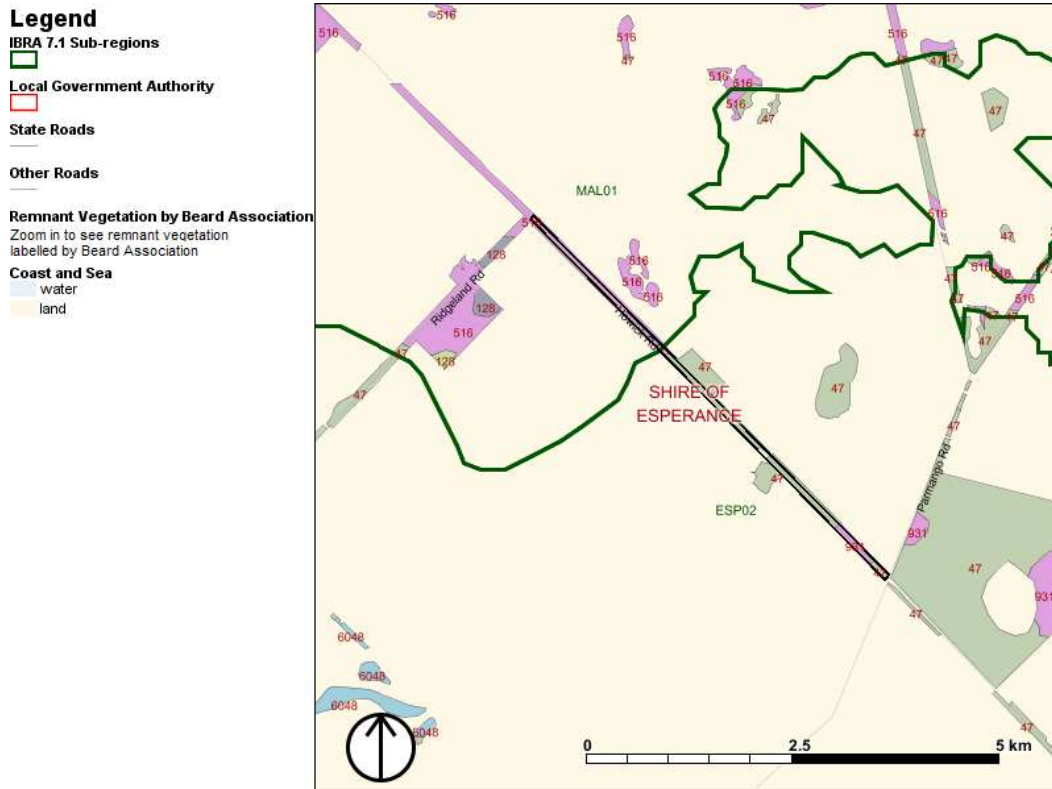 Legend
IBRA 7.1 Sub-regions
Local Government Authority
State Roads
Other Roads
Remnant Vegetation by Beard Association
Zoom in to see remnant vegetation
labelled by Beard Association
Coast and Sea
water
land
516
516
516
47
516
47
47
47
516
516
516
47
47
47
MAL01
516
516
128
47
516
516
516
47
516
516
Ridgeland Rd
128
516
47
47
516
47
47
128
47
47
47
SHIRE OF
ESPERANCE
47
47
47
Parmango Rd
47
ESP02
931
931
47
47
931
47
6048
6048
6048
6048
47
0
2.5
5 km